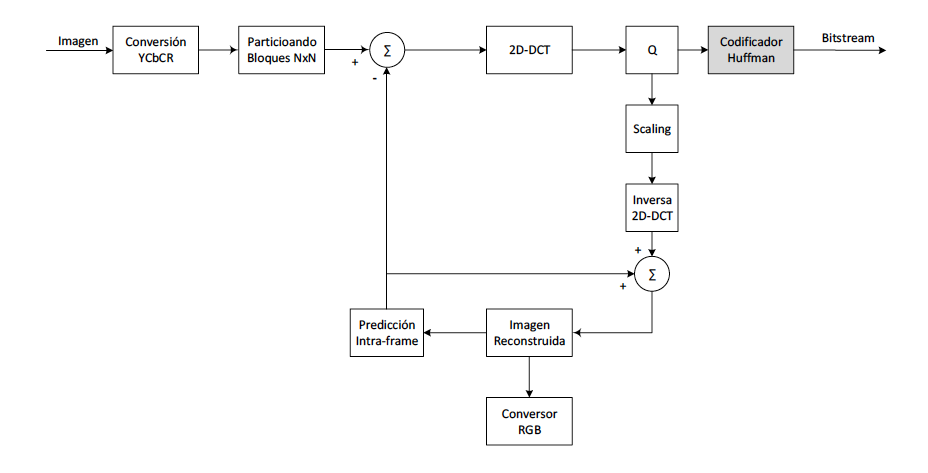 Imagen
Conversión
YCbCR
Particioando
Bloques NxN
+
-
Σ
2D-DCT
Q
Codificador
Huffman
Bitstream
Scaling
Inversa
2D-DCT
+
+
Σ
Predicción
Intra-frame
Imagen
Reconstruida
Conversor
RGB